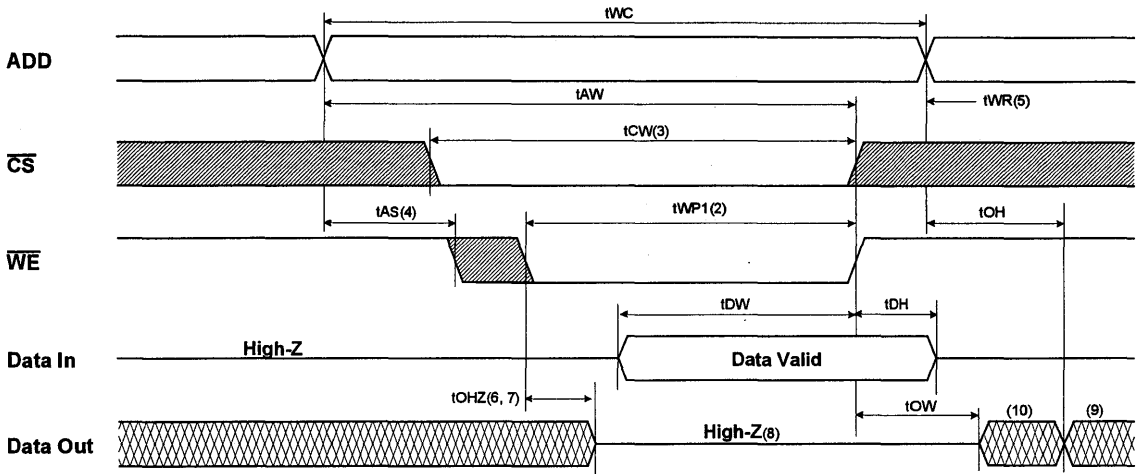 tWC
ADD
tAW
tWR(5)
tCW(3)
CS
tAS(4)
tWP1(2)
tOH
WE
tDW
tDH
High-Z
Data In
Data Valid
tOHZ(6, 7)
tOW
(10)
(9)
High-Z(8)
Data Out